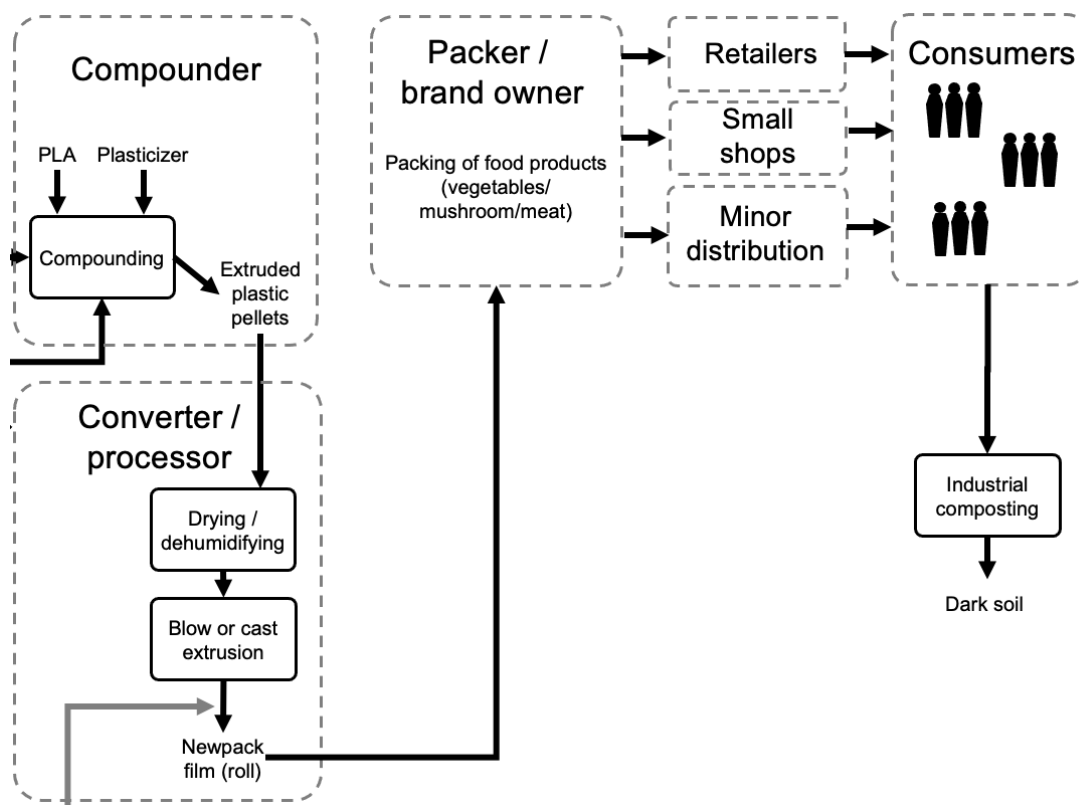 Compounder
PLA
Plasticizer
Compounding
Extruded
plastic
pellets
Converter /
processor
Drying /
dehumidifying
Blow or cast
extrusion
Newpack
film (roll)
Packer /
brand owner
Packing of food products
(vegetables/
mushroom/meat)
Retailers
Small
shops
Minor
distribution
Consumers
Industrial
composting
Dark soil